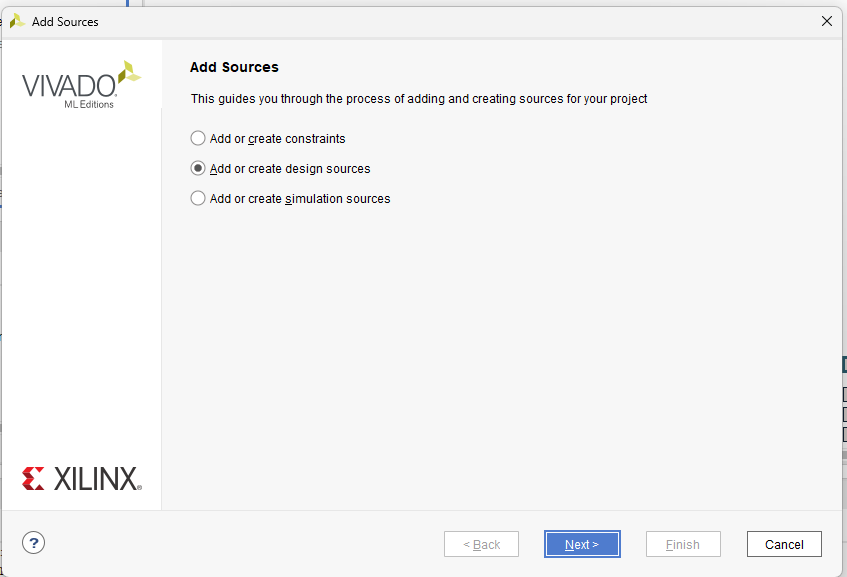 Add Sources
VIVADO
ML Editions
Add Sources
This guides you through the process of adding and creating sources for your project
Add or create constraints
Add or create design sources
Add or create simulation sources
XILINX
?
< Back
Next >
Finish
Cancel